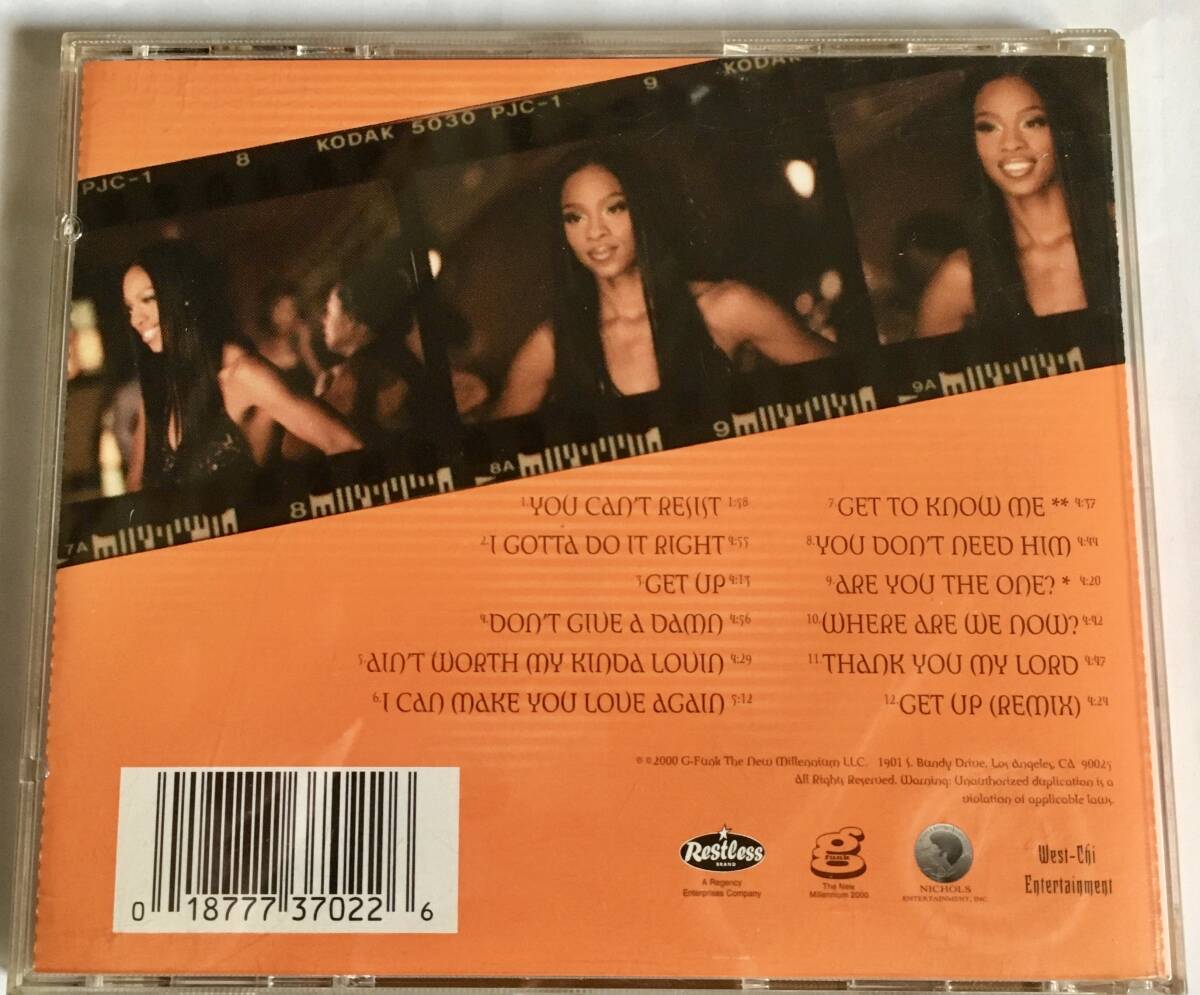 PJC-1
8
KODAK 5030 PJC-1
9
KODAK
7A
8
8A
9
9A
1. YOU CAN'T RESIST 1:58
2. I GOTTA DO IT RIGHT 4:55
3. GET UP 4:13
4. DON'T GIVE A DAMN 4:56
5. AIN'T WORTH MY KINDA LOVIN 4:29
6. I CAN MAKE YOU LOVE AGAIN 5:12
7 GET TO KNOW ME ** 4:37
8. YOU DON'T NEED HIM 4:44
9. ARE YOU THE ONE? * 4:20
10. WHERE ARE WE NOW? 4:42
11. THANK YOU MY LORD 4:47
12. GET UP (REMIX) 4:24
℗ ©2000 G-Funk The New Millennium LLC. 1901 S. Bundy Drive, Los Angeles, CA 90025
All Rights Reserved. Warning: Unauthorized duplication is a
violation of applicable laws.
Restless
BRAND
A Regency
Enterprises Company
g
FUNK
The New
Millennium 2000
NICHOLS
ENTERTAINMENT, INC
West-Chi
Entertainment
0 18777 37022 6